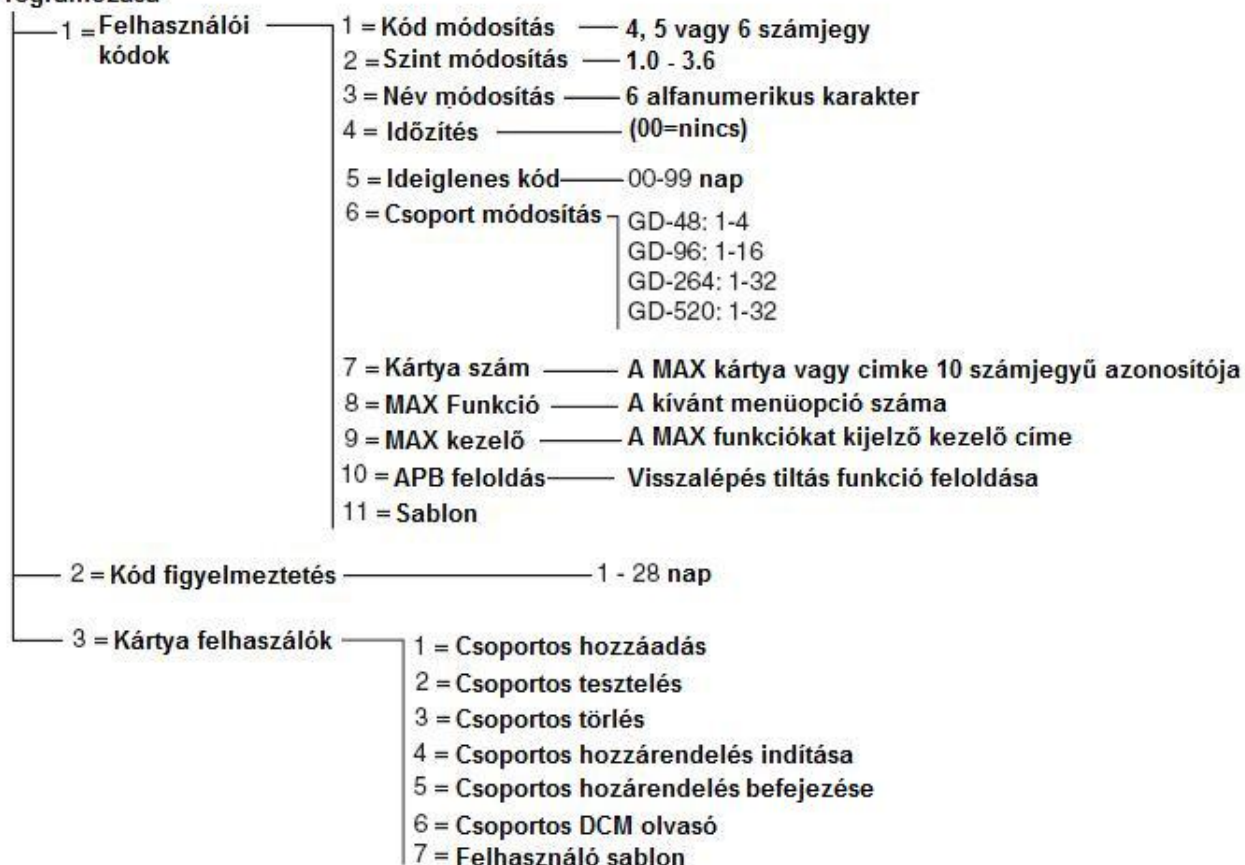 1 = Felhasználói
kódok
1 = Kód módosítás 4, 5 vagy 6 számjegy
2 = Szint módosítás 1.0 - 3.6
3 = Név módosítás 6 alfanumerikus karakter
4 = Időzítés (00=nincs)
5 = Ideiglenes kód 00-99 nap
6 = Csoport módosítás
GD-48: 1-4
GD-96: 1-16
GD-264: 1-32
GD-520: 1-32
7 = Kártya szám A MAX kártya vagy cimke 10 számjegyű azonosítója
8 = MAX Funkció A kívánt menüopció száma
9 = MAX kezelő A MAX funkciókat kijelző kezelő címe
10 = APB feloldás Visszalépés tiltás funkció feloldása
11 = Sablon
2 = Kód figyelmeztetés 1 - 28 nap
3 = Kártya felhaszálók
1 = Csoportos hozzáadás
2 = Csoportos tesztelés
3 = Csoportos törlés
4 = Csoportos hozzárendelés indítása
5 = Csoportos hozárendelés befejezése
6 = Csoportos DCM olvasó
7 = Felhasználó sablon